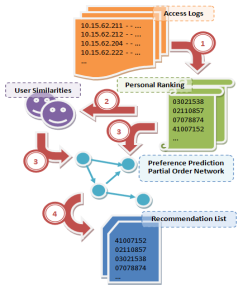 Access Logs
10.15.62.211 - - ...
10.15.62.212 - - ...
10.15.62.204 - - ...
10.15.62.222 - - ...
...
1
Personal Ranking
User Similarities
2
03021538
02110857
07078874
41007152
...
3
3
Preference Prediction
Partial Order Network
4
Recommendation List
41007152
02110857
03021538
07078874
...